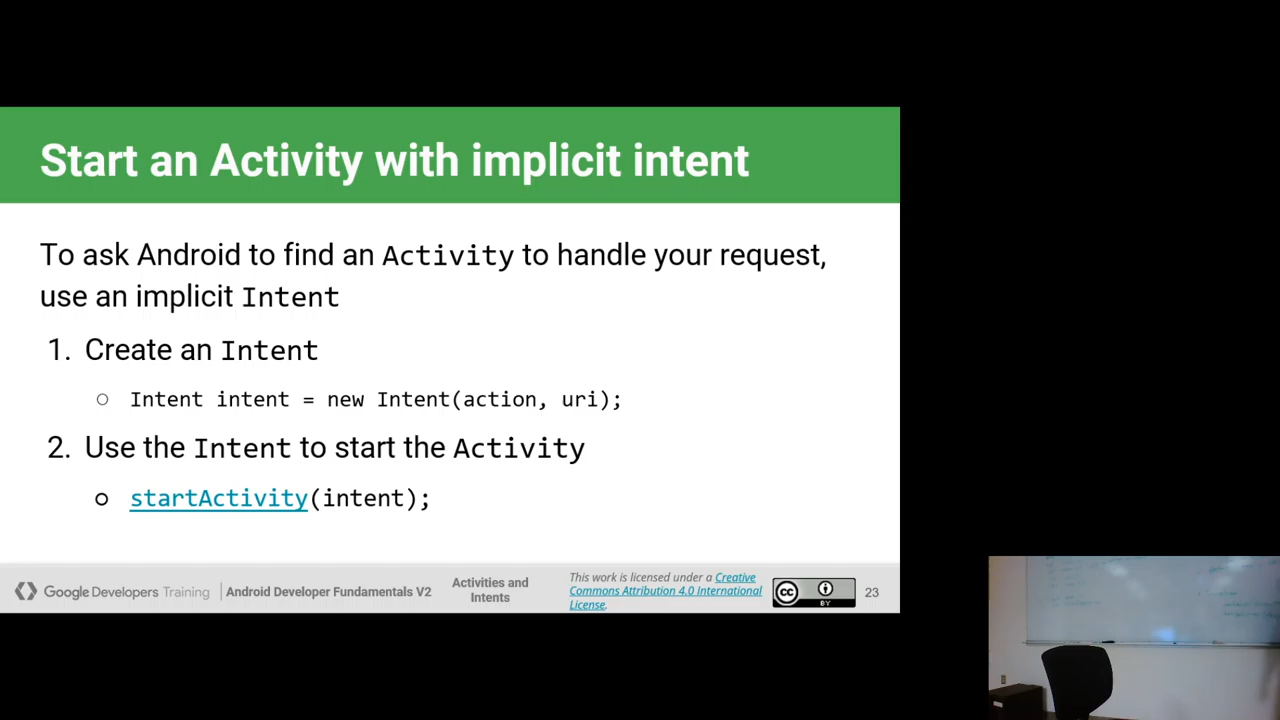 Start an Activity with implicit intent
To ask Android to find an Activity to handle your request,
use an implicit Intent
1. Create an Intent
○ Intent intent = new Intent(action, uri);
2. Use the Intent to start the Activity
○ startActivity(intent);
Google Developers Training
Android Developer Fundamentals V2
Activities and
Intents
This work is licensed under a Creative
Commons Attribution 4.0 International
License.
cc
BY
23